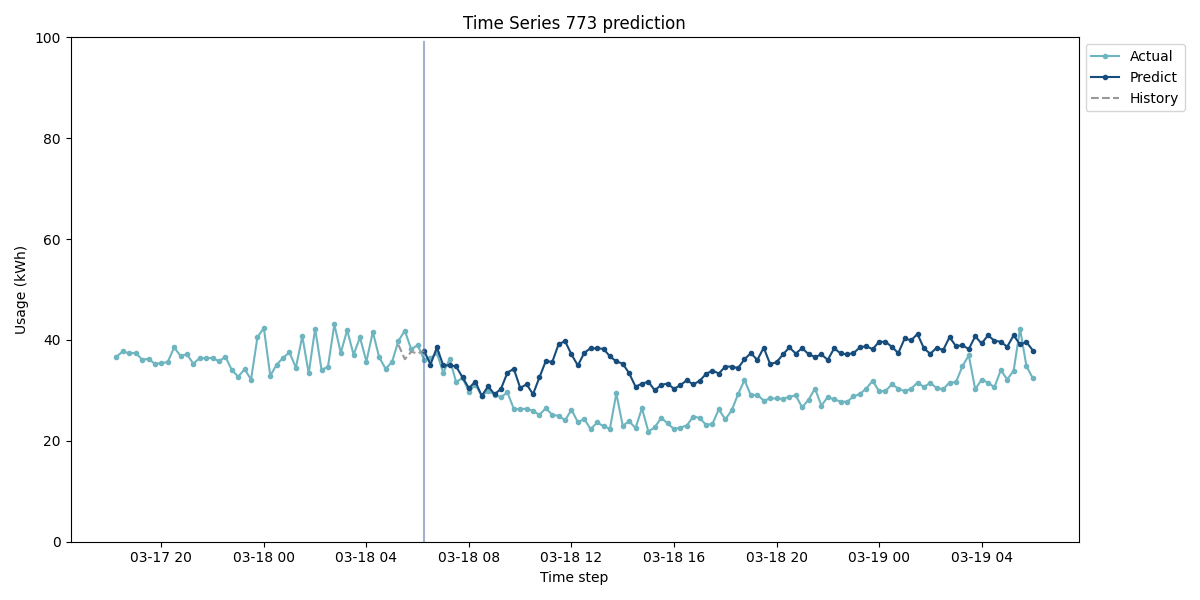 Time Series 773 prediction
100
80
60
40
20
0
Usage (kWh)
03-17 20
03-18 00
03-18 04
03-18 08
03-18 12
03-18 16
03-18 20
03-19 00
03-19 04
Time step
Actual
Predict
History